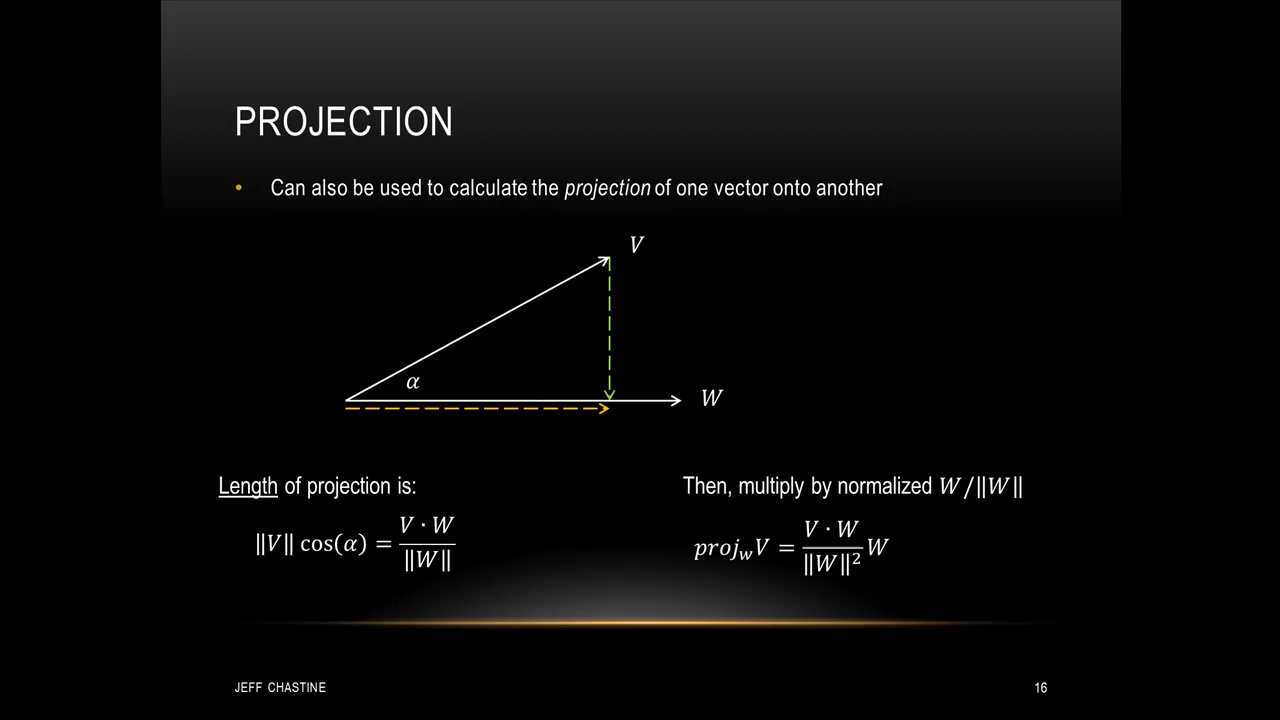 PROJECTION
• Can also be used to calculate the projection of one vector onto another
V
α
W
Length of projection is:
‖V‖ cos(α) = V · W / ‖W‖
Then, multiply by normalized W/‖W‖
proj_w V = V · W / ‖W‖² W
JEFF CHASTINE
16